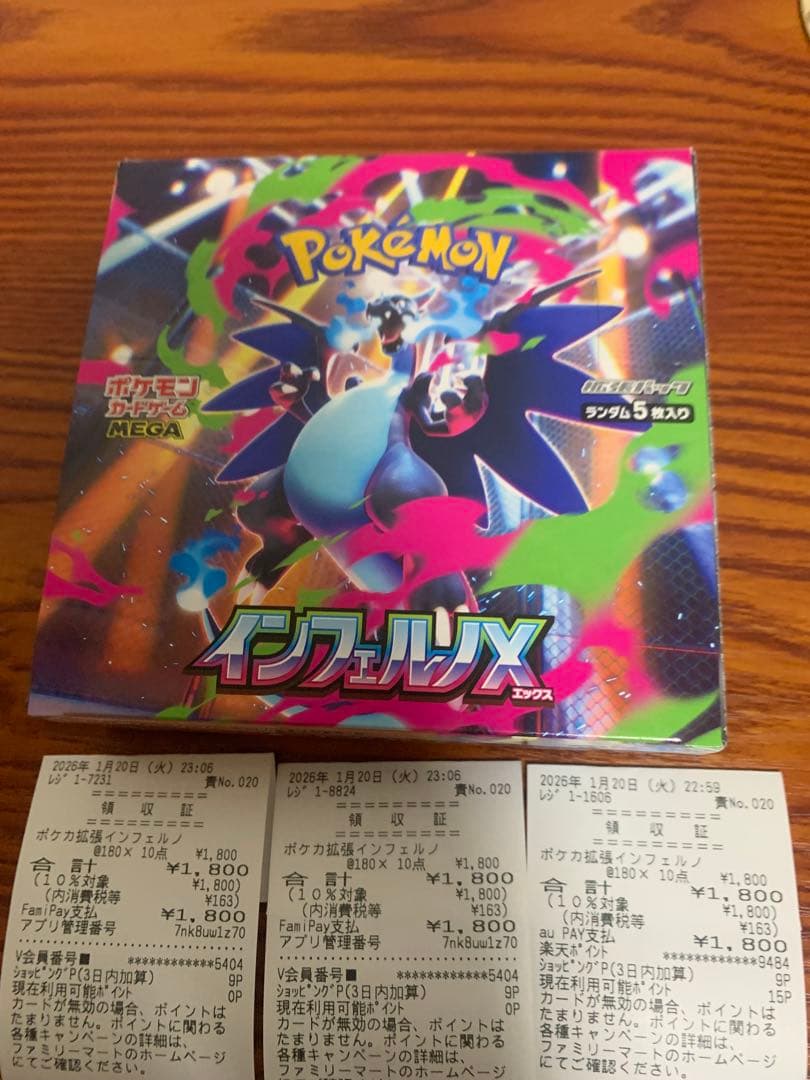 POKéMON
ポケモン
カードゲーム
MEGA
拡張パック
ランダム5枚入り
インフェルノX
エックス
2026年 1月20日(火) 23:06
レジ 1-7231 責No.020
=========
領 収 証
=========
ポケカ拡張インフェルノ
@180× 10点 ¥1,800
合 計 ¥1,800
(10%対象 ¥1,800)
(内消費税等 ¥163)
FamiPay支払 ¥1,800
アプリ管理番号 7nk8uw1z70
V会員番号■ ************5404
ショッピングP(3日内加算) 9P
現在利用可能ポイント 0P
カードが無効の場合、ポイントは
たまりません。ポイントに関わる
各種キャンペーンの詳細は、
ファミリーマートのホームページ
にてご確認ください。
2026年 1月20日(火) 23:06
レジ 1-8824 責No.020
=========
領 収 証
=========
ポケカ拡張インフェルノ
@180× 10点 ¥1,800
合 計 ¥1,800
(10%対象 ¥1,800)
(内消費税等 ¥163)
FamiPay支払 ¥1,800
アプリ管理番号 7nk8uw1z70
V会員番号■ ************5404
ショッピングP(3日内加算) 9P
現在利用可能ポイント 0P
カードが無効の場合、ポイントは
たまりません。ポイントに関わる
各種キャンペーンの詳細は、
ファミリーマートのホームページ
にてご確認ください。
2026年 1月20日(火) 22:59
レジ 1-1606 責No.020
=========
領 収 証
=========
ポケカ拡張インフェルノ
@180× 10点 ¥1,800
合 計 ¥1,800
(10%対象 ¥1,800)
(内消費税等 ¥163)
au PAY支払 ¥1,800
楽天ポイント ************9484
ショッピングP(3日内加算) 9P
現在利用可能ポイント 15P
カードが無効の場合、ポイントは
たまりません。ポイントに関わる
各種キャンペーンの詳細は、
ファミリーマートのホームページ
にてご確認ください。